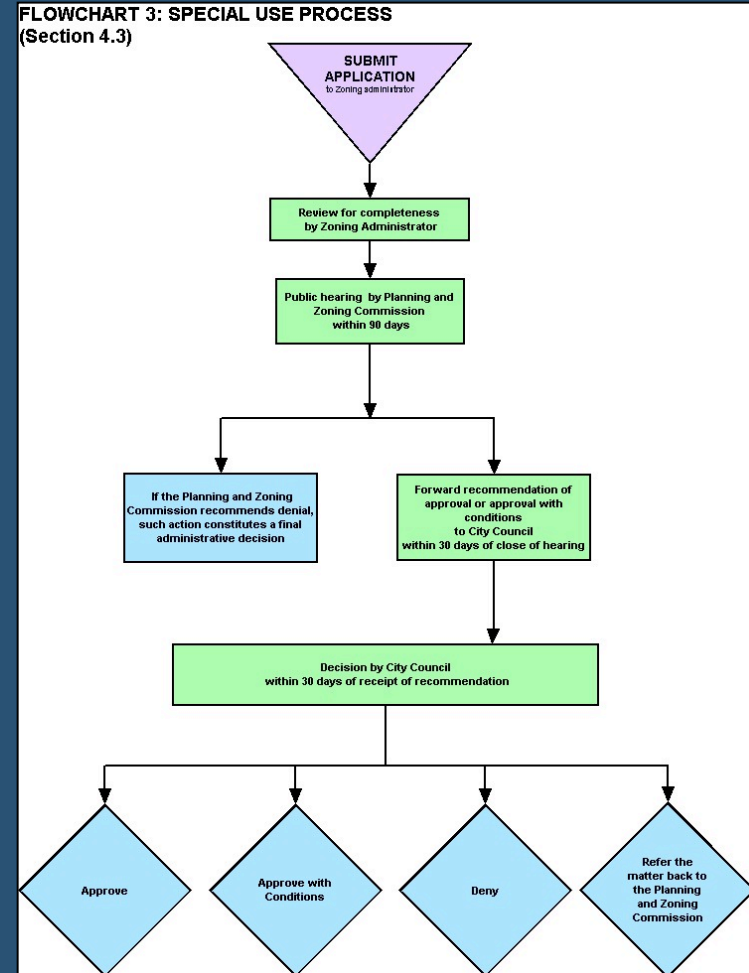 FLOWCHART 3: SPECIAL USE PROCESS
(Section 4.3)
SUBMIT
APPLICATION
to Zoning administrator
Review for completeness
by Zoning Administrator
Public hearing by Planning and
Zoning Commission
within 90 days
If the Planning and Zoning
Commission recommends denial,
such action constitutes a final
administrative decision
Forward recommendation of
approval or approval with
conditions
to City Council
within 30 days of close of hearing
Decision by City Council
within 30 days of receipt of recommendation
Approve
Approve with
Conditions
Deny
Refer the
matter back to
the Planning
and Zoning
Commission